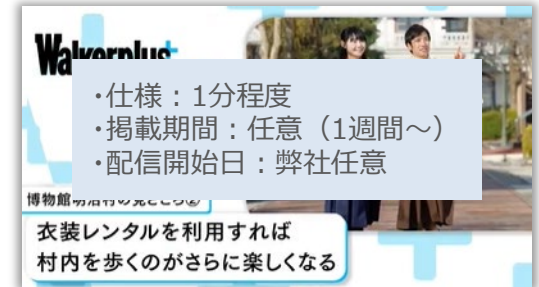 Walkerplus
・仕様：1分程度
・掲載期間：任意（1週間～）
・配信開始日：弊社任意
博物館明治村の見どころ②
衣装レンタルを利用すれば
村内を歩くのがさらに楽しくなる